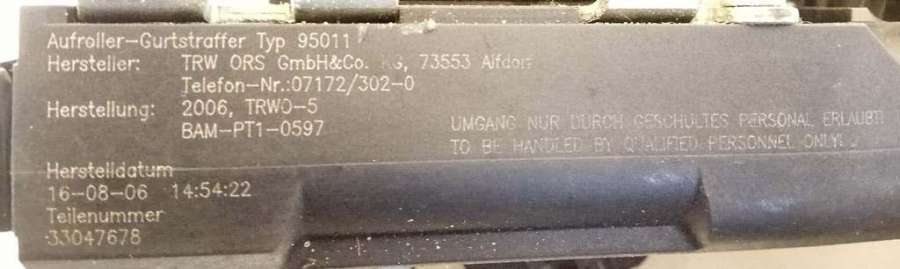 Aufroller-Gurtstraffer Typ 95011
Hersteller: TRW ORS GmbH&Co. KG, 73553 Alfdorf
Telefon-Nr.:07172/302-0
Herstellung: 2006, TRWO-5
BAM-PT1-0597
UMGANG NUR DURCH GESCHULTES PERSONAL ERLAUBT!
TO BE HANDLED BY QUALIFIED PERSONNEL ONLY!
Herstelldatum
16-08-06 14:54:22
Teilenummer
33047678